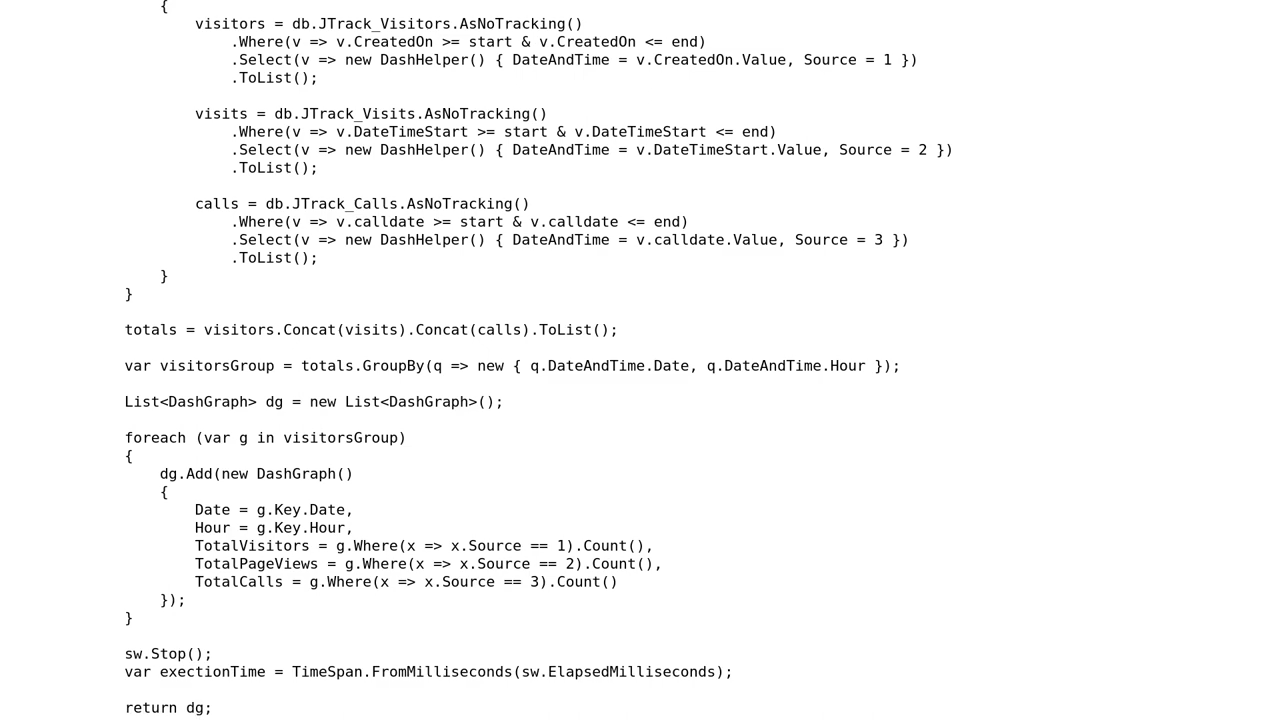 {
visitors = db.JTrack_Visitors.AsNoTracking()
.Where(v => v.CreatedOn >= start & v.CreatedOn <= end)
.Select(v => new DashHelper() { DateAndTime = v.CreatedOn.Value, Source = 1 })
.ToList();
visits = db.JTrack_Visits.AsNoTracking()
.Where(v => v.DateTimeStart >= start & v.DateTimeStart <= end)
.Select(v => new DashHelper() { DateAndTime = v.DateTimeStart.Value, Source = 2 })
.ToList();
calls = db.JTrack_Calls.AsNoTracking()
.Where(v => v.calldate >= start & v.calldate <= end)
.Select(v => new DashHelper() { DateAndTime = v.calldate.Value, Source = 3 })
.ToList();
}
}
totals = visitors.Concat(visits).Concat(calls).ToList();
var visitorsGroup = totals.GroupBy(q => new { q.DateAndTime.Date, q.DateAndTime.Hour });
List<DashGraph> dg = new List<DashGraph>();
foreach (var g in visitorsGroup)
{
dg.Add(new DashGraph()
{
Date = g.Key.Date,
Hour = g.Key.Hour,
TotalVisitors = g.Where(x => x.Source == 1).Count(),
TotalPageViews = g.Where(x => x.Source == 2).Count(),
TotalCalls = g.Where(x => x.Source == 3).Count()
});
}
sw.Stop();
var exectionTime = TimeSpan.FromMilliseconds(sw.ElapsedMilliseconds);
return dg;